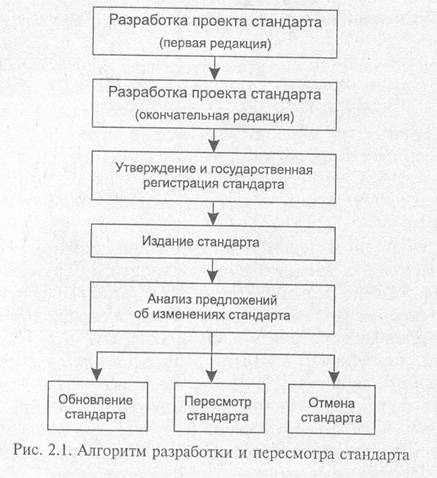 Разработка проекта стандарта
(первая редакция)
Разработка проекта стандарта
(окончательная редакция)
Утверждение и государственная
регистрация стандарта
Издание стандарта
Анализ предложений
об изменениях стандарта
Обновление
стандарта
Пересмотр
стандарта
Отмена
стандарта
Рис. 2.1. Алгоритм разработки и пересмотра стандарта